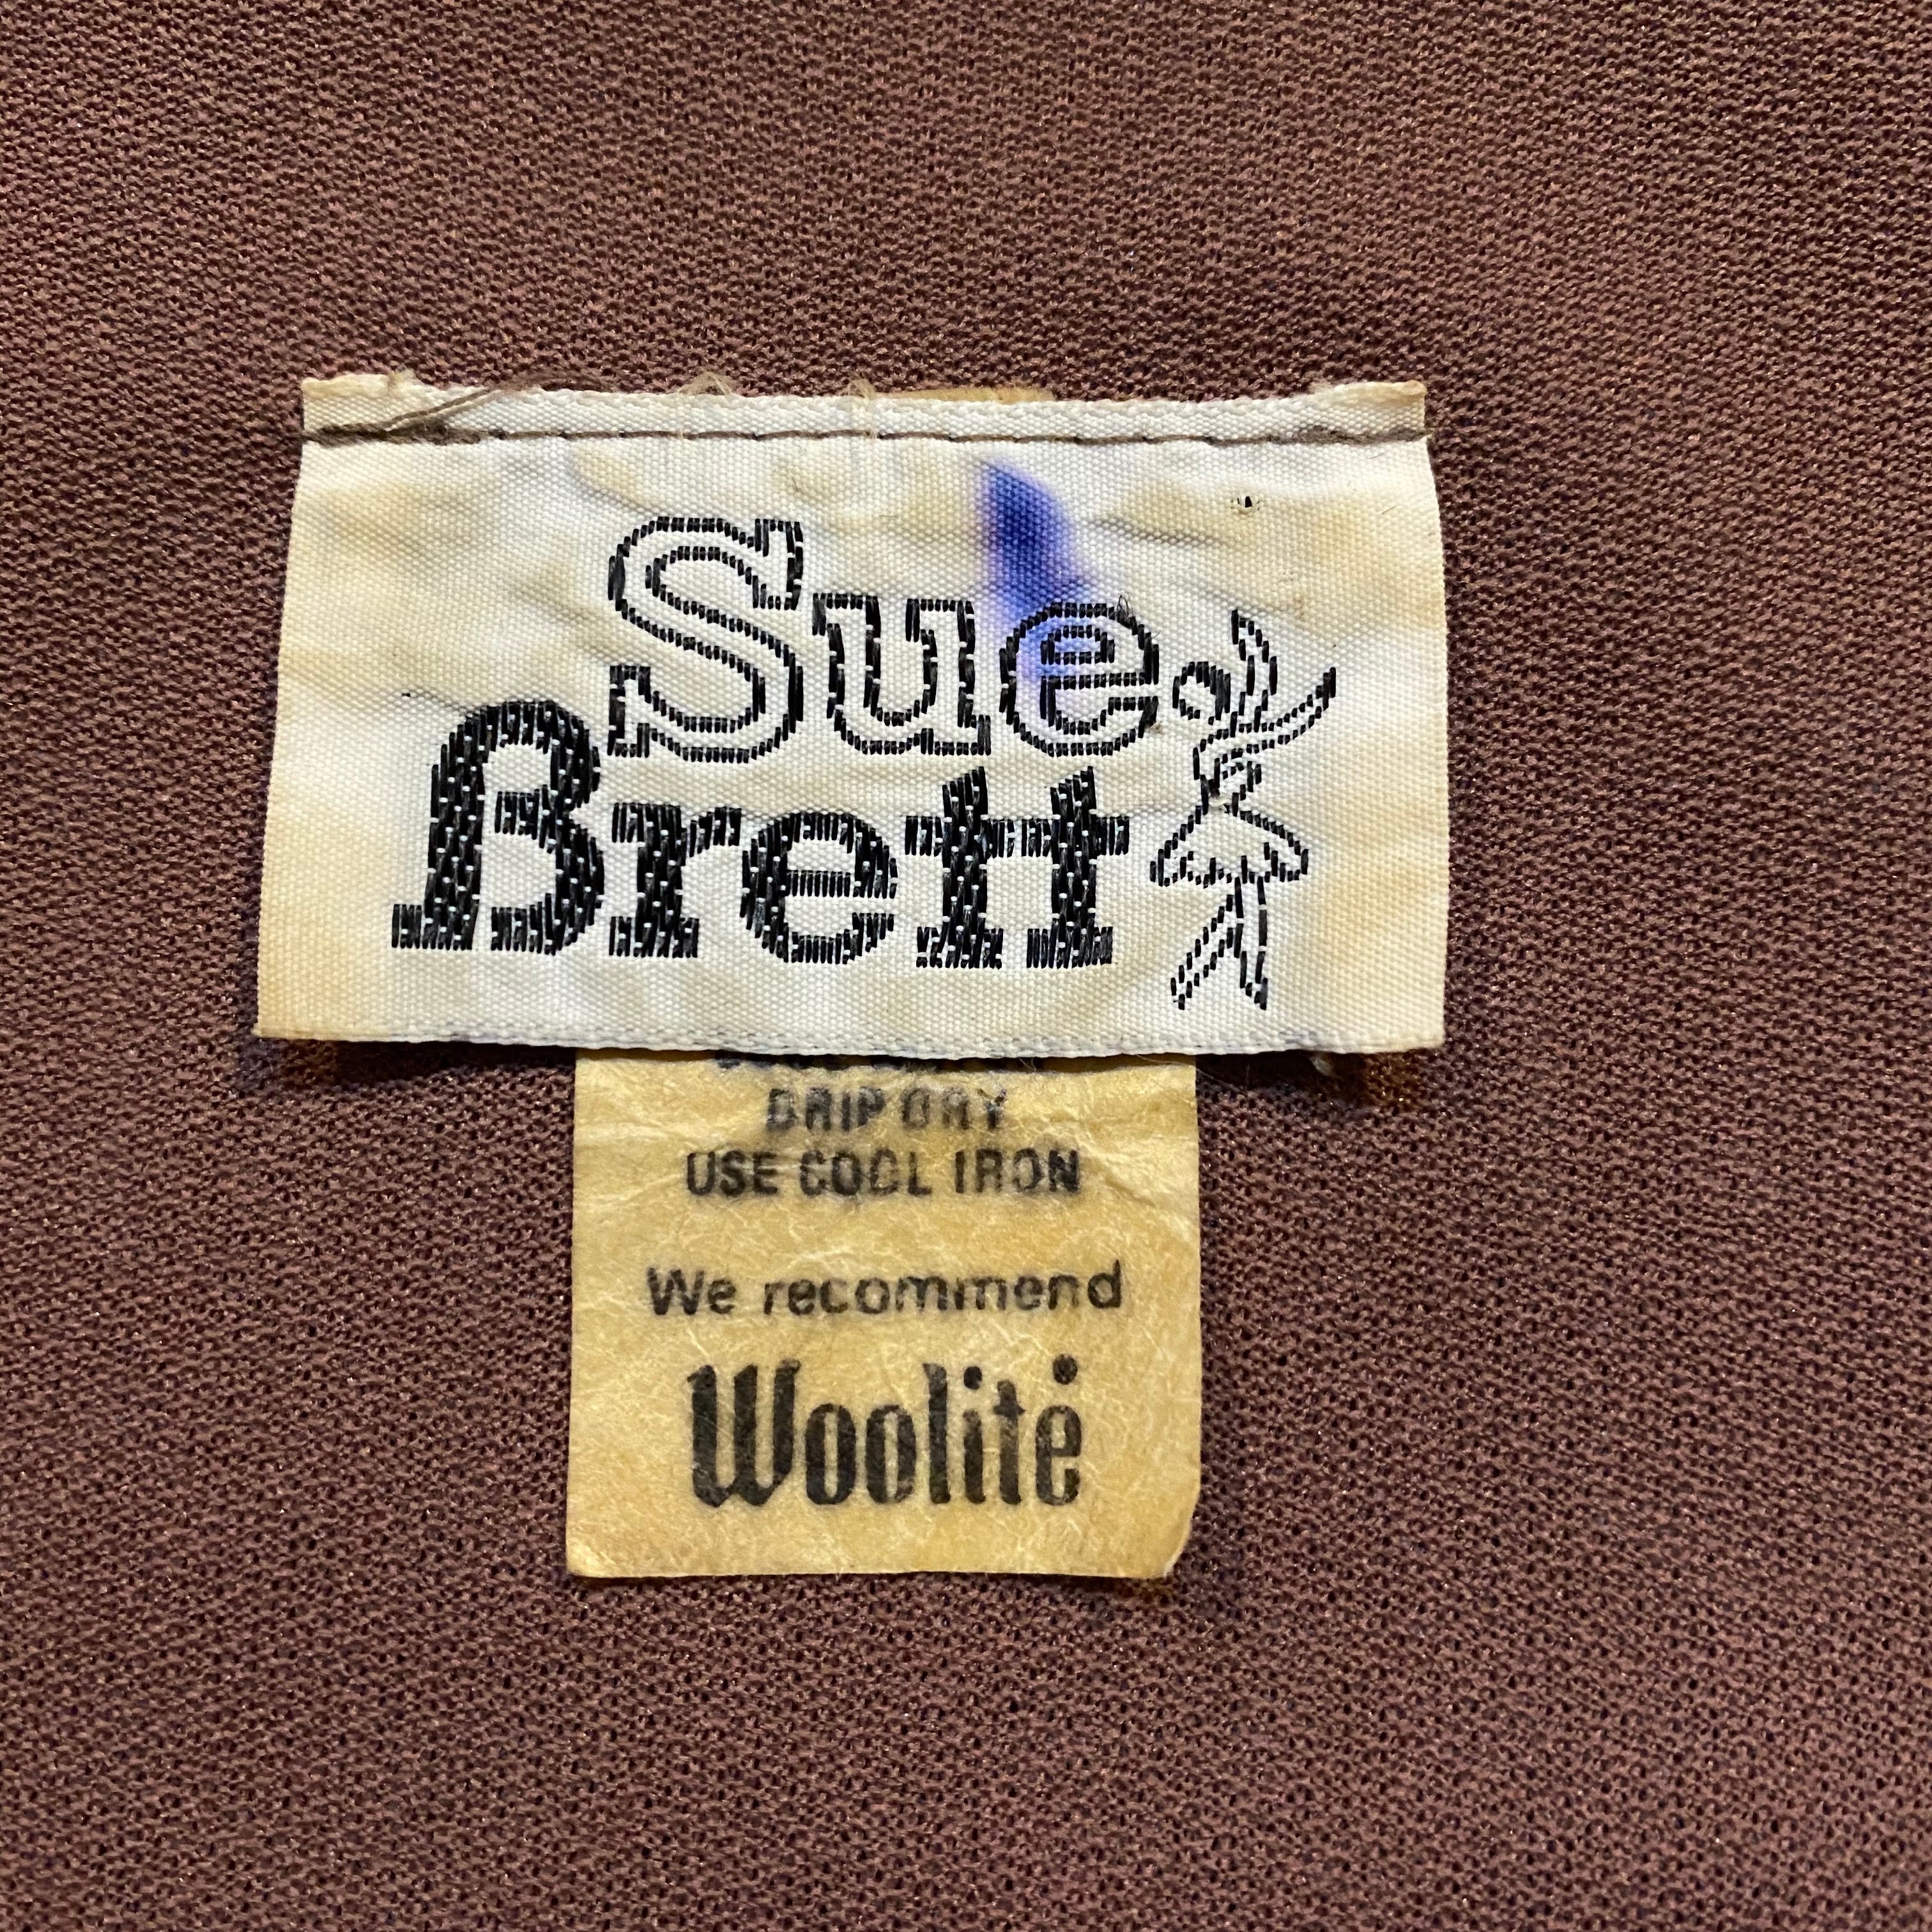 Sue
Brett
DRIP DRY
USE COOL IRON
We recommend
Woolite